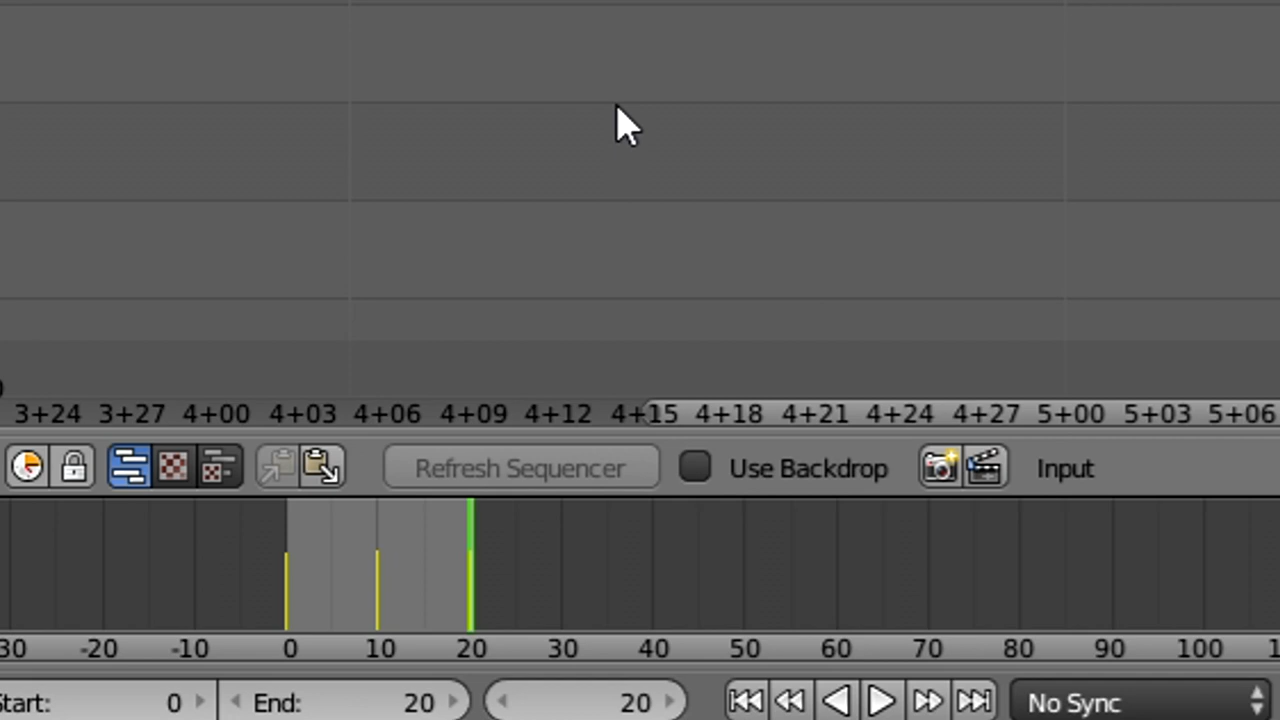 3+24 3+27 4+00 4+03 4+06 4+09 4+12 4+15 4+18 4+21 4+24 4+27 5+00 5+03 5+06
Refresh Sequencer Use Backdrop Input
-20 -10 0 10 20 30 40 50 60 70 80 90 100
0 End: 20 20 No Sync